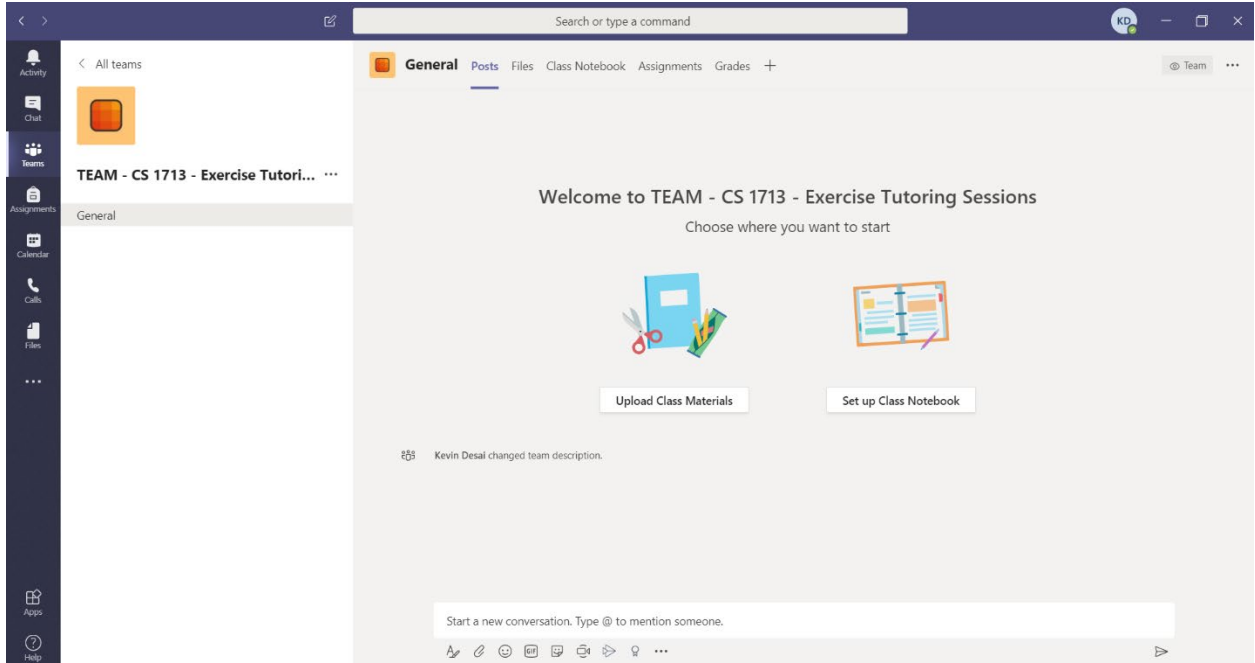 Search or type a command
KD
Activity
Chat
Teams
Assignments
Calendar
Calls
Files
Apps
Help
All teams
TEAM - CS 1713 - Exercise Tutori...
General
General Posts Files Class Notebook Assignments Grades +
Team
Welcome to TEAM - CS 1713 - Exercise Tutoring Sessions
Choose where you want to start
Upload Class Materials
Set up Class Notebook
Kevin Desai changed team description.
Start a new conversation. Type @ to mention someone.
GIF